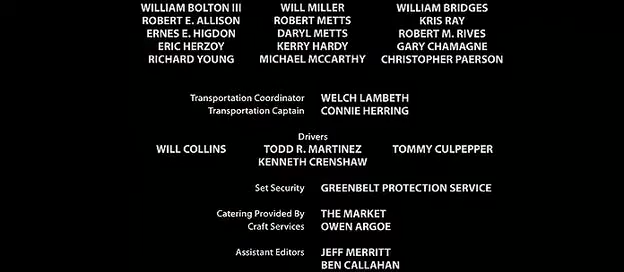 WILLIAM BOLTON III WILL MILLER WILLIAM BRIDGES
ROBERT E. ALLISON ROBERT METTS KRIS RAY
ERNES E. HIGDON DARYL METTS ROBERT M. RIVES
ERIC HERZOY KERRY HARDY GARY CHAMAGNE
RICHARD YOUNG MICHAEL MCCARTHY CHRISTOPHER PAERSON
Transportation Coordinator WELCH LAMBETH
Transportation Captain CONNIE HERRING
Drivers
WILL COLLINS TODD R. MARTINEZ TOMMY CULPEPPER
KENNETH CRENSHAW
Set Security GREENBELT PROTECTION SERVICE
Catering Provided By THE MARKET
Craft Services OWEN ARGOE
Assistant Editors JEFF MERRITT
BEN CALLAHAN